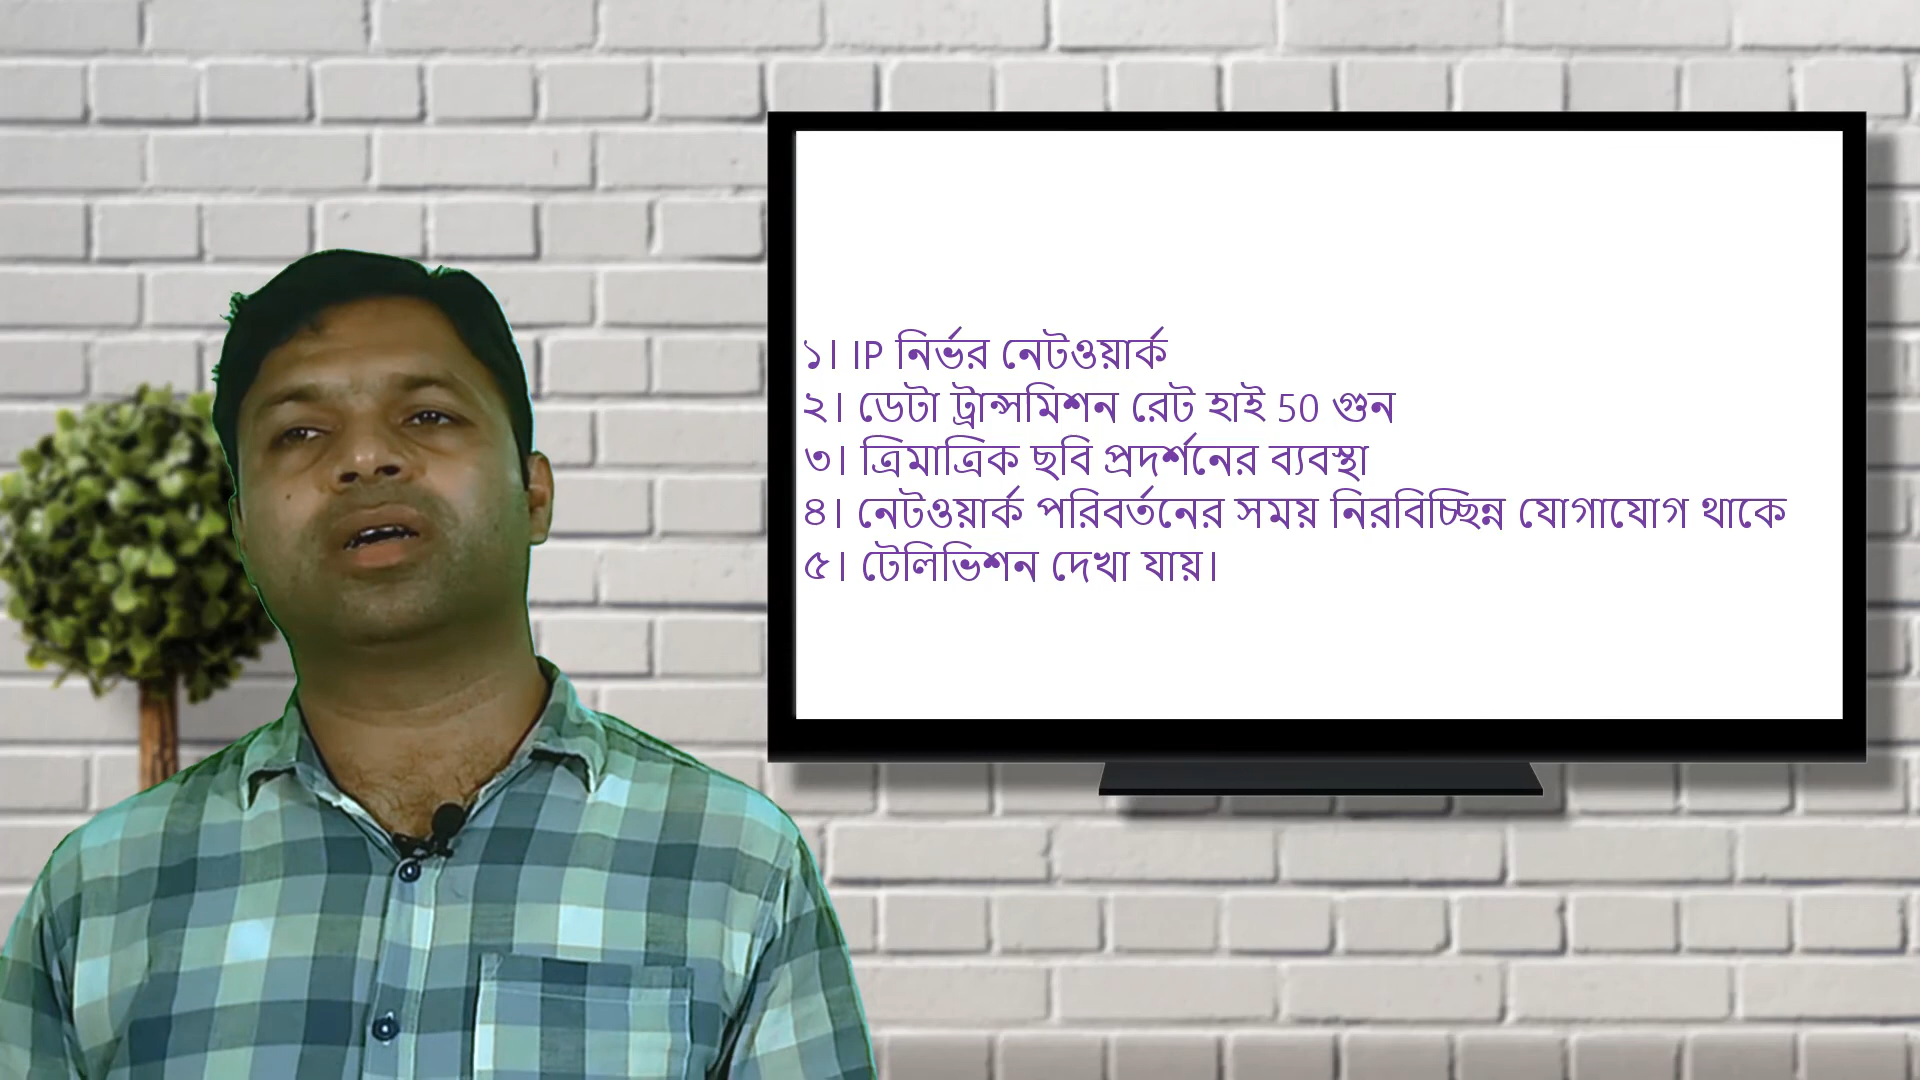 ১। IP নির্ভর নেটওয়ার্ক
২। ডেটা ট্রান্সমিশন রেট হাই 50 গুন
৩। ত্রিমাত্রিক ছবি প্রদর্শনের ব্যবস্থা
৪। নেটওয়ার্ক পরিবর্তনের সময় নিরবিচ্ছিন্ন যোগাযোগ থাকে
৫। টেলিভিশন দেখা যায়।